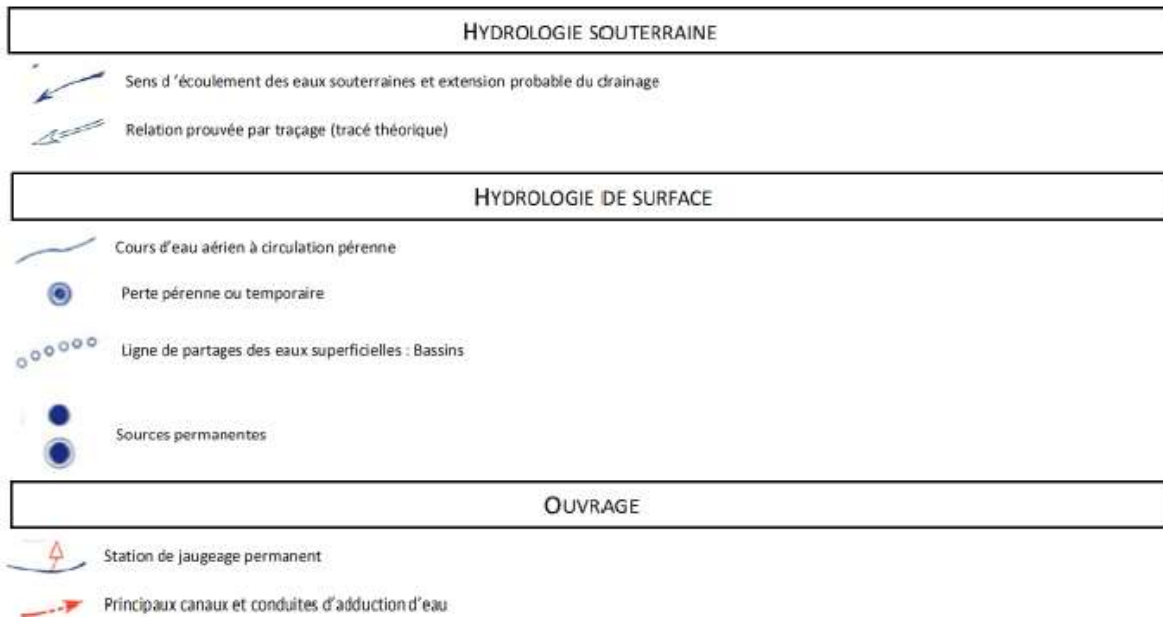 HYDROLOGIE SOUTERRAINE
Sens d 'écoulement des eaux souterraines et extension probable du drainage
Relation prouvée par traçage (tracé théorique)
HYDROLOGIE DE SURFACE
Cours d'eau aérien à circulation pérenne
Perte pérenne ou temporaire
Ligne de partages des eaux superficielles : Bassins
Sources permanentes
OUVRAGE
Station de jaugeage permanent
Principaux canaux et conduites d'adduction d'eau